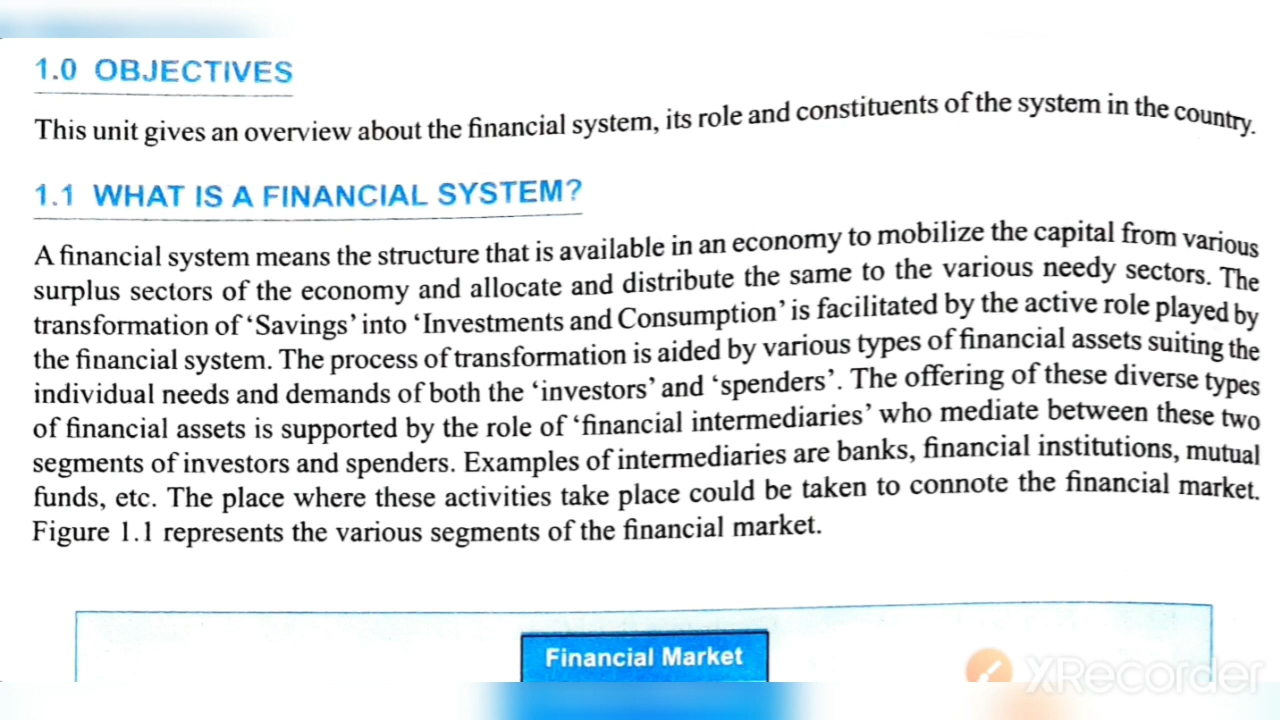 1.0 OBJECTIVES
This unit gives an overview about the financial system, its role and constituents of the system in the country.
1.1 WHAT IS A FINANCIAL SYSTEM?
A financial system means the structure that is available in an economy to mobilize the capital from various
surplus sectors of the economy and allocate and distribute the same to the various needy sectors. The
transformation of ‘Savings’ into ‘Investments and Consumption’ is facilitated by the active role played by
the financial system. The process of transformation is aided by various types of financial assets suiting the
individual needs and demands of both the ‘investors’ and ‘spenders’. The offering of these diverse types
of financial assets is supported by the role of ‘financial intermediaries’ who mediate between these two
segments of investors and spenders. Examples of intermediaries are banks, financial institutions, mutual
funds, etc. The place where these activities take place could be taken to connote the financial market.
Figure 1.1 represents the various segments of the financial market.
Financial Market
XRecorder